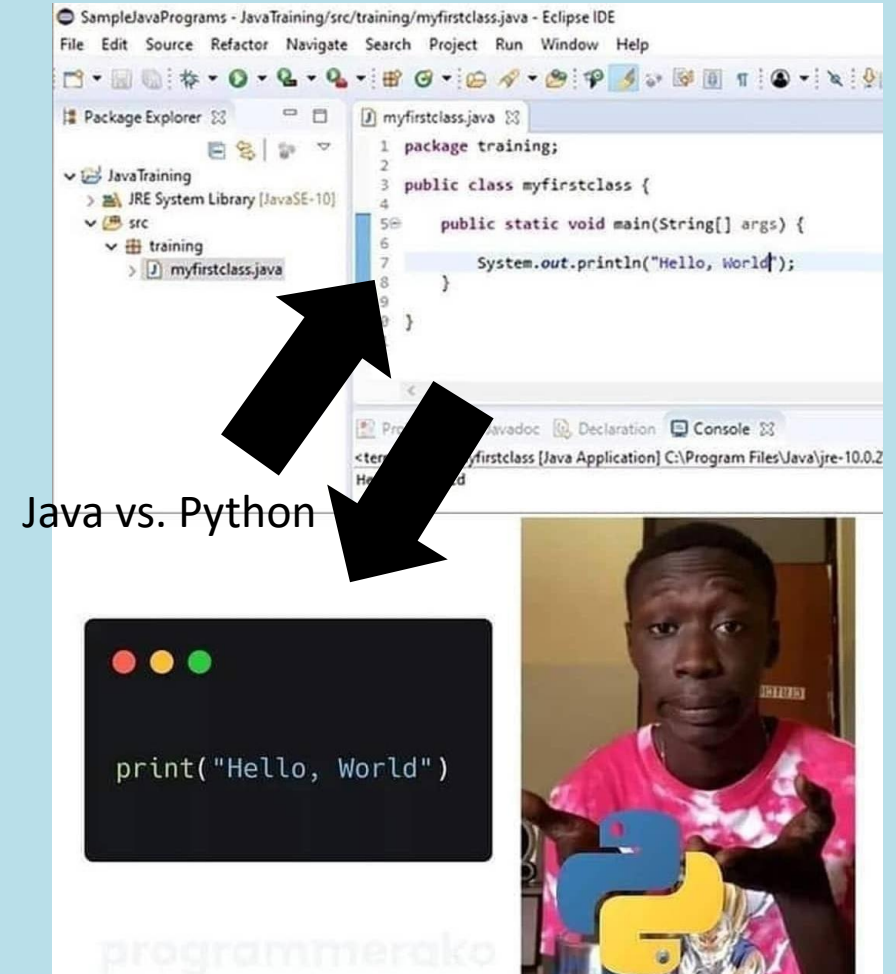 SampleJavaPrograms - JavaTraining/src/training/myfirstclass.java - Eclipse IDE
File Edit Source Refactor Navigate Search Project Run Window Help
Package Explorer
JavaTraining
JRE System Library [JavaSE-10]
src
training
myfirstclass.java
myfirstclass.java
1 package training;
2
3 public class myfirstclass {
4
5 public static void main(String[] args) {
6
7 System.out.println("Hello, World");
8 }
9
}
Declaration Console
yfirstclass [Java Application] C:\Program Files\Java\jre-10.0.2
Java vs. Python
print("Hello, World")
programmerako